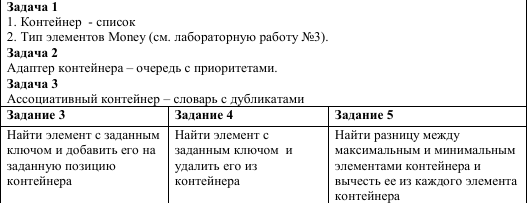 Задача 1
1. Контейнер - список
2. Тип элементов Money (см. лабораторную работу №3).
Задача 2
Адаптер контейнера – очередь с приоритетами.
Задача 3
Ассоциативный контейнер – словарь с дубликатами
Задание 3
Найти элемент с заданным
ключом и добавить его на
заданную позицию
контейнера
Задание 4
Найти элемент с
заданным ключом и
удалить его из
контейнера
Задание 5
Найти разницу между
максимальным и минимальным
элементами контейнера и
вычесть ее из каждого элемента
контейнера